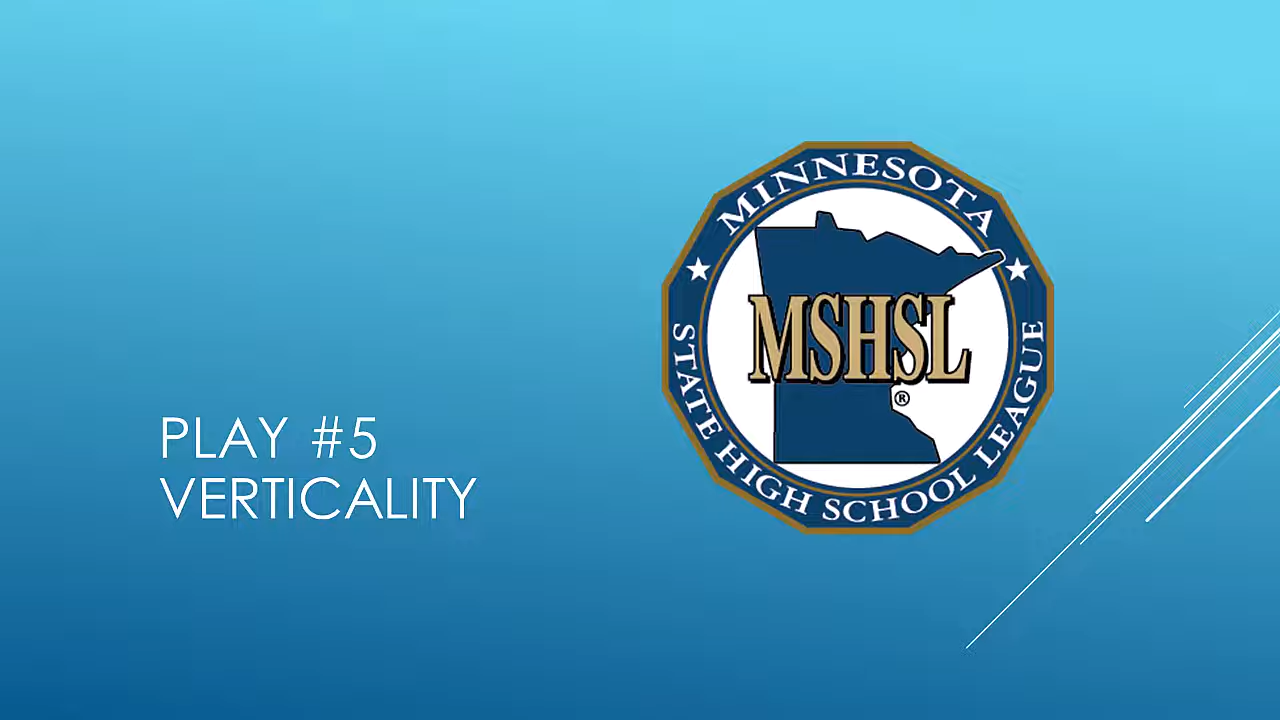 PLAY #5
VERTICALITY
MINNESOTA
MSHSL
®
STATE HIGH SCHOOL LEAGUE